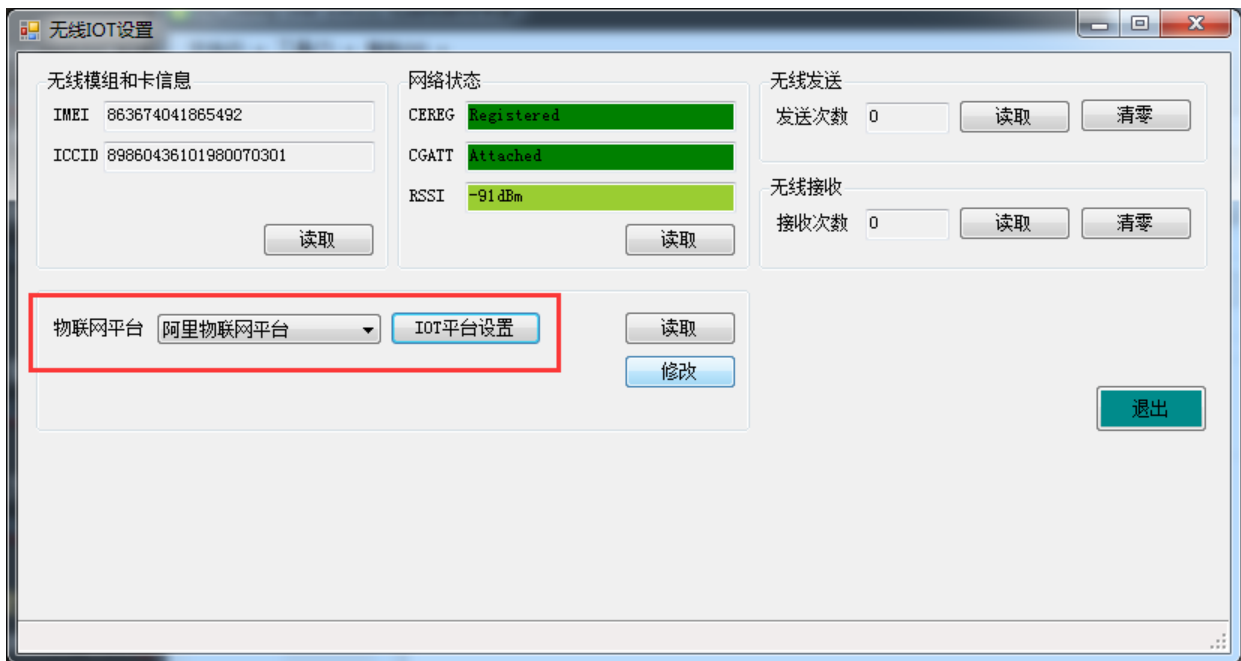 无线IOT设置
无线模组和卡信息
IMEI 863674041865492
ICCID 89860436101980070301
读取
网络状态
CEREG Registered
CGATT Attached
RSSI -91dBm
读取
无线发送
发送次数 0 读取 清零
无线接收
接收次数 0 读取 清零
物联网平台 阿里物联网平台 IOT平台设置 读取
修改
退出